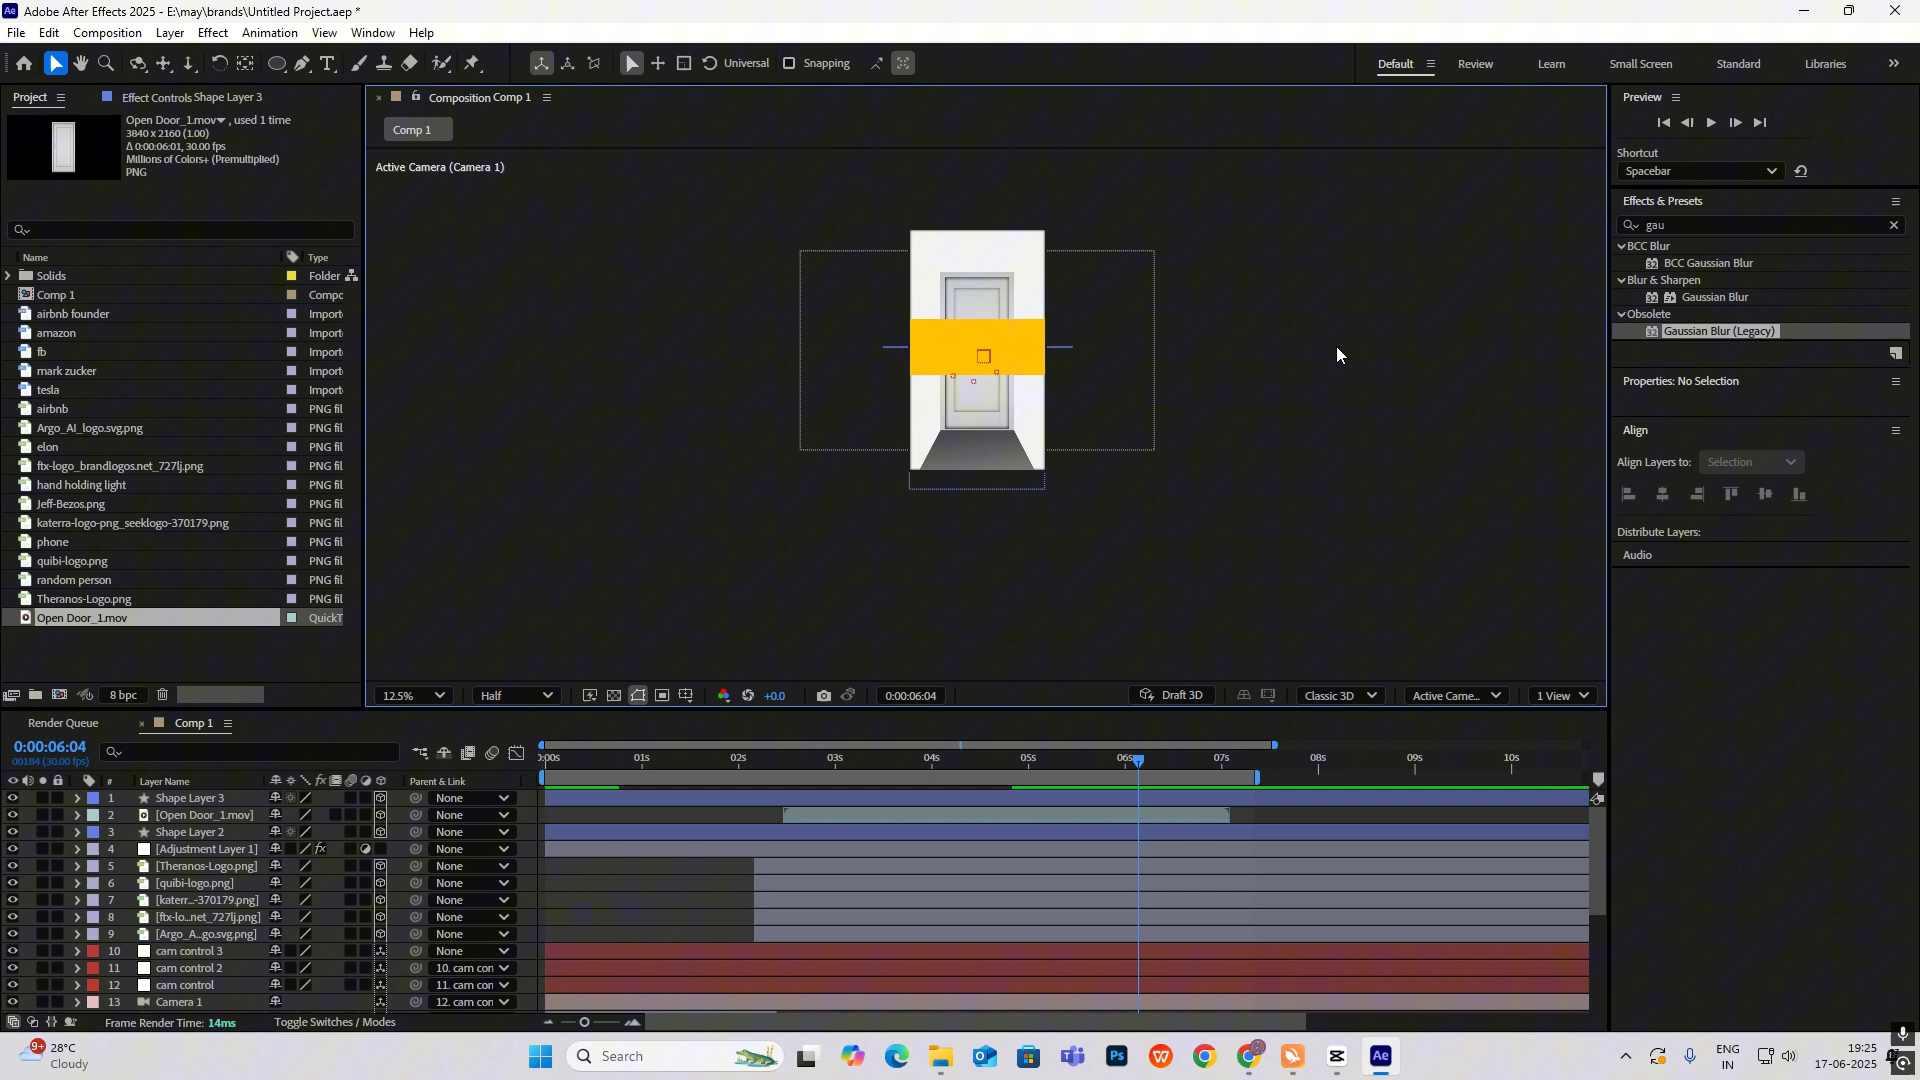 Adobe After Effects 2025 - E:\may\brands\Untitled Project.aep *
File Edit Composition Layer Effect Animation View Window Help
Universal Snapping Default Review Learn Small Screen Standard Libraries
Project Effect Controls Shape Layer 3
Open Door_1.mov , used 1 time
3840 x 2160 (1.00)
Δ 0:00:06:01, 30.00 fps
Millions of Colors+ (Premultiplied)
PNG
Name Type
Solids Folder
Comp 1 Compc
airbnb founder Import
amazon Import
fb Import
mark zucker Import
tesla Import
airbnb PNG fil
Argo_AI_logo.svg.png PNG fil
elon PNG fil
ftx-logo_brandlogos.net_727lj.png PNG fil
hand holding light PNG fil
Jeff-Bezos.png PNG fil
katerra-logo-png_seeklogo-370179.png PNG fil
phone PNG fil
quibi-logo.png PNG fil
random person PNG fil
Theranos-Logo.png PNG fil
Open Door_1.mov QuickT
8 bpc
Composition Comp 1
Comp 1
Active Camera (Camera 1)
12.5% Half +0.0 0:00:06:04 Draft 3D Classic 3D Active Came... 1 View
Preview
Shortcut
Spacebar
Effects & Presets
gau
BCC Blur
32 BCC Gaussian Blur
Blur & Sharpen
32 Gaussian Blur
Obsolete
32 Gaussian Blur (Legacy)
Properties: No Selection
Align
Align Layers to: Selection
Distribute Layers:
Audio
Render Queue Comp 1
0:00:06:04
00184 (30.00 fps)
:00s 01s 02s 03s 04s 05s 06s 07s 08s 09s 10s
# Layer Name fx Parent & Link
1 Shape Layer 3 None
2 [Open Door_1.mov] None
3 Shape Layer 2 None
4 [Adjustment Layer 1] fx None
5 [Theranos-Logo.png] None
6 [quibi-logo.png] None
7 [katerr...-370179.png] None
8 [ftx-lo...net_727lj.png] None
9 [Argo_A...go.svg.png] None
10 cam control 3 None
11 cam control 2 10. cam con
12 cam control 11. cam con
13 Camera 1 12. cam con
Frame Render Time: 14ms Toggle Switches / Modes
9+
28°C
Cloudy
Search
Ps
Ae
ENG
IN
19:25
17-06-2025